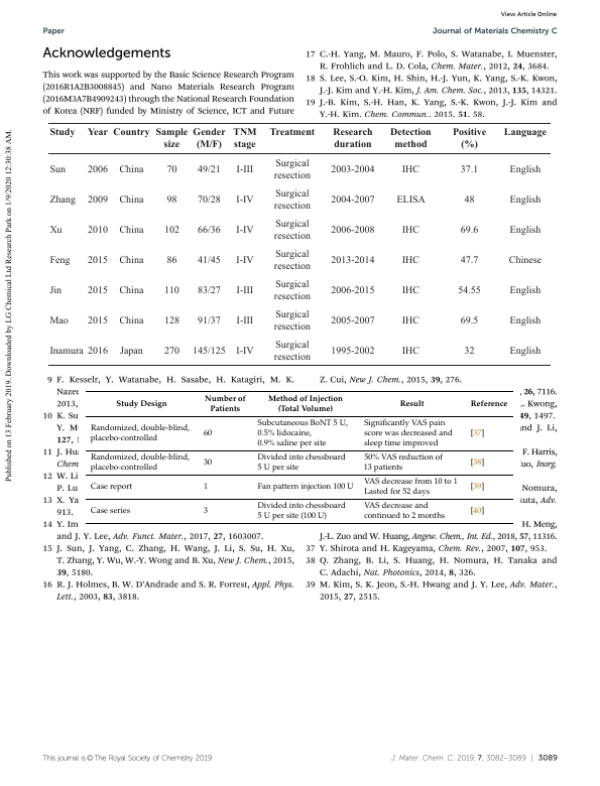 View Article Online
Paper
Journal of Materials Chemistry C
Published on 13 February 2019. Downloaded by LG Chemical Ltd Research Park on 1/9/2020 12:30:38 AM.
Acknowledgements
This work was supported by the Basic Science Research Program
(2016R1A2B3008845) and Nano Materials Research Program
(2016M3A7B4909243) through the National Research Foundation
of Korea (NRF) funded by Ministry of Science, ICT and Future
17 C.-H. Yang, M. Mauro, F. Polo, S. Watanabe, I. Muenster,
R. Frohlich and L. D. Cola, Chem. Mater., 2012, 24, 3684.
18 S. Lee, S.-O. Kim, H. Shin, H.-J. Yun, K. Yang, S.-K. Kwon,
J.-J. Kim and Y.-H. Kim, J. Am. Chem. Soc., 2013, 135, 14321.
19 J.-B. Kim, S.-H. Han, K. Yang, S.-K. Kwon, J.-J. Kim and
Y.-H. Kim, Chem. Commun., 2015, 51, 58.
Study Year Country Sample size Gender (M/F) TNM stage Treatment Research duration Detection method Positive (%) Language
Sun 2006 China 70 49/21 I-III Surgical resection 2003-2004 IHC 37.1 English
Zhang 2009 China 98 70/28 I-IV Surgical resection 2004-2007 ELISA 48 English
Xu 2010 China 102 66/36 I-IV Surgical resection 2006-2008 IHC 69.6 English
Feng 2015 China 86 41/45 I-IV Surgical resection 2013-2014 IHC 47.7 Chinese
Jin 2015 China 110 83/27 I-III Surgical resection 2006-2015 IHC 54.55 English
Mao 2015 China 128 91/37 I-III Surgical resection 2005-2007 IHC 69.5 English
Inamura 2016 Japan 270 145/125 I-IV Surgical resection 1995-2002 IHC 32 English
9 F. Kesselr, Y. Watanabe, H. Sasabe, H. Katagiri, M. K.
Nazee
2013,
10 K. Su
Y. M
127, 1
11 J. Hu
Chem
12 W. Li
P. Lu
13 X. Ya
913.
14 Y. Im
and J. Y. Lee, Adv. Funct. Mater., 2017, 27, 1603007.
15 J. Sun, J. Yang, C. Zhang, H. Wang, J. Li, S. Su, H. Xu,
T. Zhang, Y. Wu, W.-Y. Wong and B. Xu, New J. Chem., 2015,
39, 5180.
16 R. J. Holmes, B. W. D'Andrade and S. R. Forrest, Appl. Phys.
Lett., 2003, 83, 3818.
Study Design Number of Patients Method of Injection (Total Volume) Result Reference
Randomized, double-blind, placebo-controlled 60 Subcutaneous BoNT 5 U, 0.5% lidocaine, 0.9% saline per site Significantly VAS pain score was decreased and sleep time improved [37]
Randomized, double-blind, placebo-controlled 30 Divided into chessboard 5 U per site 50% VAS reduction of 13 patients [38]
Case report 1 Fan pattern injection 100 U VAS decrease from 10 to 1 Lasted for 52 days [39]
Case series 3 Divided into chessboard 5 U per site (100 U) VAS decrease and continued to 2 months [40]
Z. Cui, New J. Chem., 2015, 39, 276.
, 26, 7116.
. Kwong,
49, 1497.
nd J. Li,
F. Harris,
uo, Inorg.
Nomura,
uta, Adv.
H. Meng,
J.-L. Zuo and W. Huang, Angew. Chem., Int. Ed., 2018, 57, 11316.
37 Y. Shirota and H. Kageyama, Chem. Rev., 2007, 107, 953.
38 Q. Zhang, B. Li, S. Huang, H. Nomura, H. Tanaka and
C. Adachi, Nat. Photonics, 2014, 8, 326.
39 M. Kim, S. K. Jeon, S.-H. Hwang and J. Y. Lee, Adv. Mater.,
2015, 27, 2515.
This journal is © The Royal Society of Chemistry 2019
J. Mater. Chem. C, 2019, 7, 3082–3089 | 3089